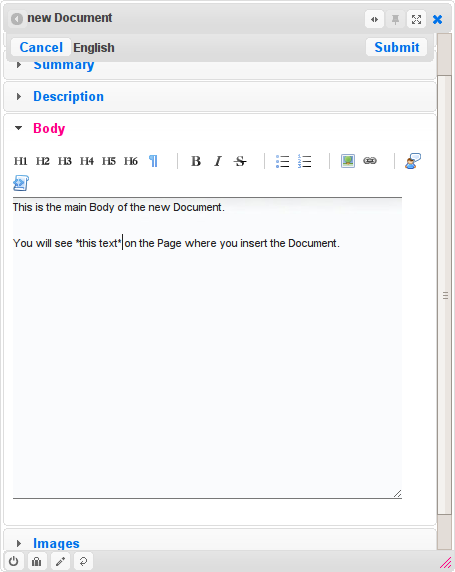 new Document
Cancel English Submit
Summary
Description
Body
H1 H2 H3 H4 H5 H6 ¶ B I S
This is the main Body of the new Document.
You will see *this text* on the Page where you insert the Document.
Images